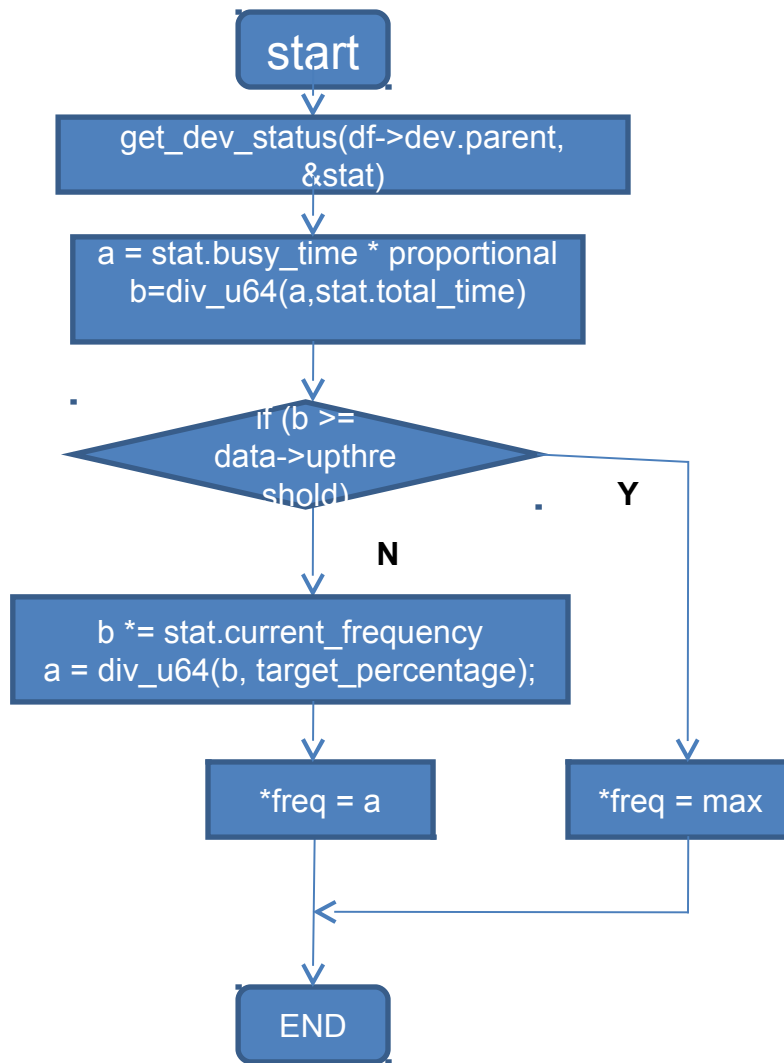 start
get_dev_status(df->dev.parent,
&stat)
a = stat.busy_time * proportional
b=div_u64(a,stat.total_time)
if (b >=
data->upthre
shold)
Y
N
b *= stat.current_frequency
a = div_u64(b, target_percentage);
*freq = a
*freq = max
END